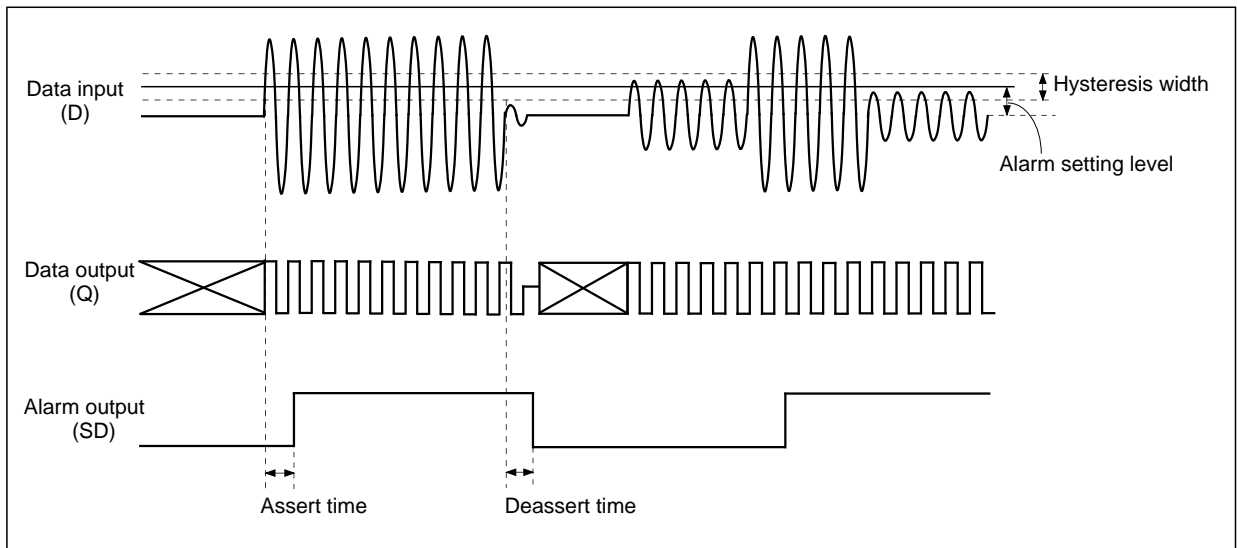 Data input
(D)
Hysteresis width
Alarm setting level
Data output
(Q)
Alarm output
(SD)
Assert time
Deassert time